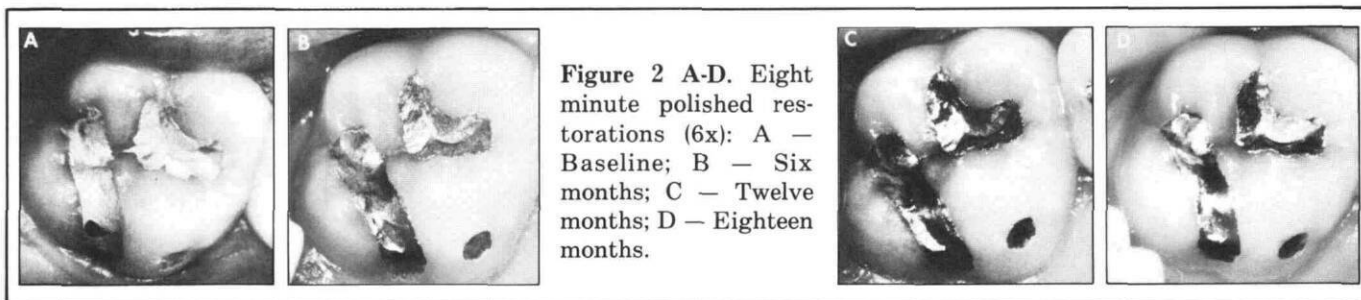 A
B
Figure 2 A-D. Eight
minute polished res-
torations (6x): A —
Baseline; B — Six
months; C — Twelve
months; D — Eighteen
months.
C
D